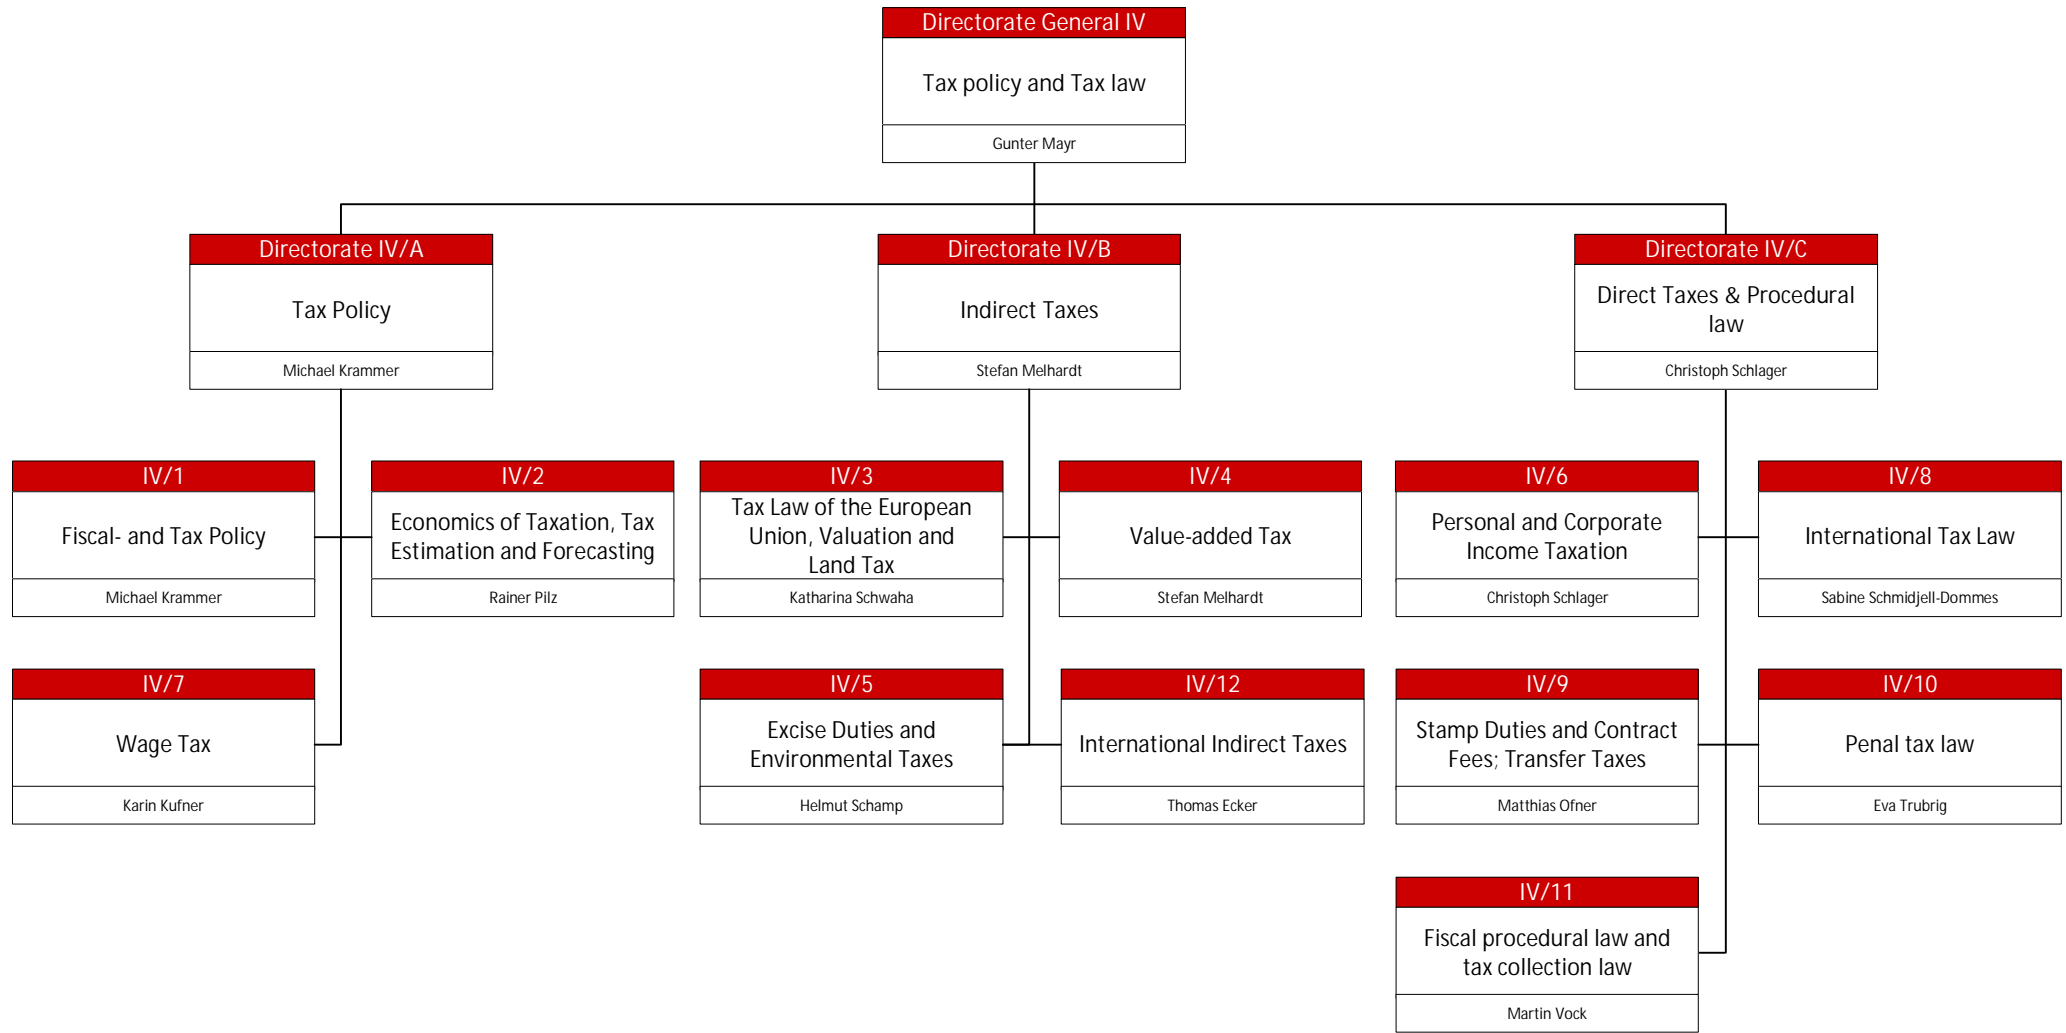 Directorate General IV
Tax policy and Tax law
Gunter Mayr
Directorate IV/A
Tax Policy
Michael Krammer
Directorate IV/B
Indirect Taxes
Stefan Melhardt
Directorate IV/C
Direct Taxes & Procedural
law
Christoph Schlager
IV/1
Fiscal- and Tax Policy
Michael Krammer
IV/2
Economics of Taxation, Tax
Estimation and Forecasting
Rainer Pilz
IV/3
Tax Law of the European
Union, Valuation and
Land Tax
Katharina Schwaha
IV/4
Value-added Tax
Stefan Melhardt
IV/6
Personal and Corporate
Income Taxation
Christoph Schlager
IV/8
International Tax Law
Sabine Schmidjell-Dommes
IV/7
Wage Tax
Karin Kufner
IV/5
Excise Duties and
Environmental Taxes
Helmut Schamp
IV/12
International Indirect Taxes
Thomas Ecker
IV/9
Stamp Duties and Contract
Fees; Transfer Taxes
Matthias Ofner
IV/10
Penal tax law
Eva Trubrig
IV/11
Fiscal procedural law and
tax collection law
Martin Vock